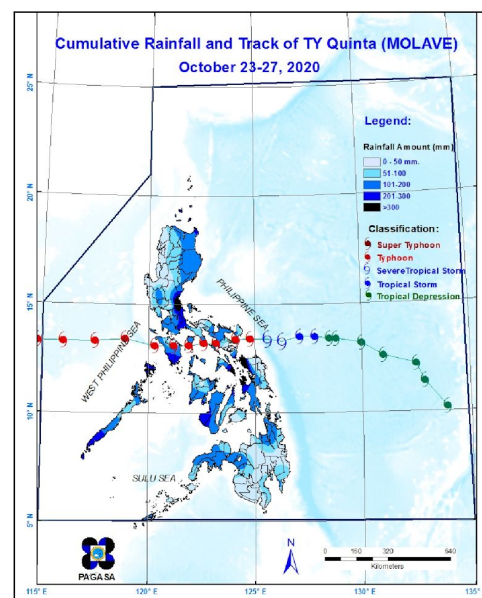 Cumulative Rainfall and Track of TY Quinta (MOLAVE)
October 23-27, 2020
25° N
20° N
15° N
10° N
5° N
Legend:
Rainfall Amount (mm)
0 - 50 mm.
51-100
101-200
201-300
>300
Classification:
Super Typhoon
Typhoon
SevereTropical Storm
Tropical Storm
Tropical Depression
PHILIPPINE SEA
WEST PHILIPPINE SEA
SULU SEA
PAGASA
N
0 160 320 640
Kilometers
115° E 120° E 125° E 130° E 135° E